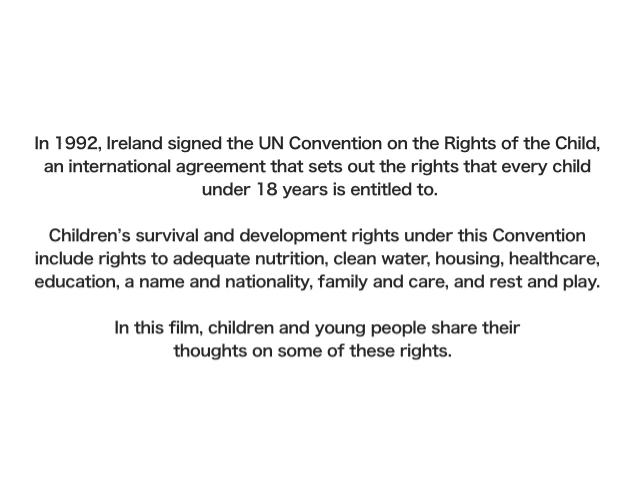 In 1992, Ireland signed the UN Convention on the Rights of the Child,
an international agreement that sets out the rights that every child
under 18 years is entitled to.
Children’s survival and development rights under this Convention
include rights to adequate nutrition, clean water, housing, healthcare,
education, a name and nationality, family and care, and rest and play.
In this film, children and young people share their
thoughts on some of these rights.